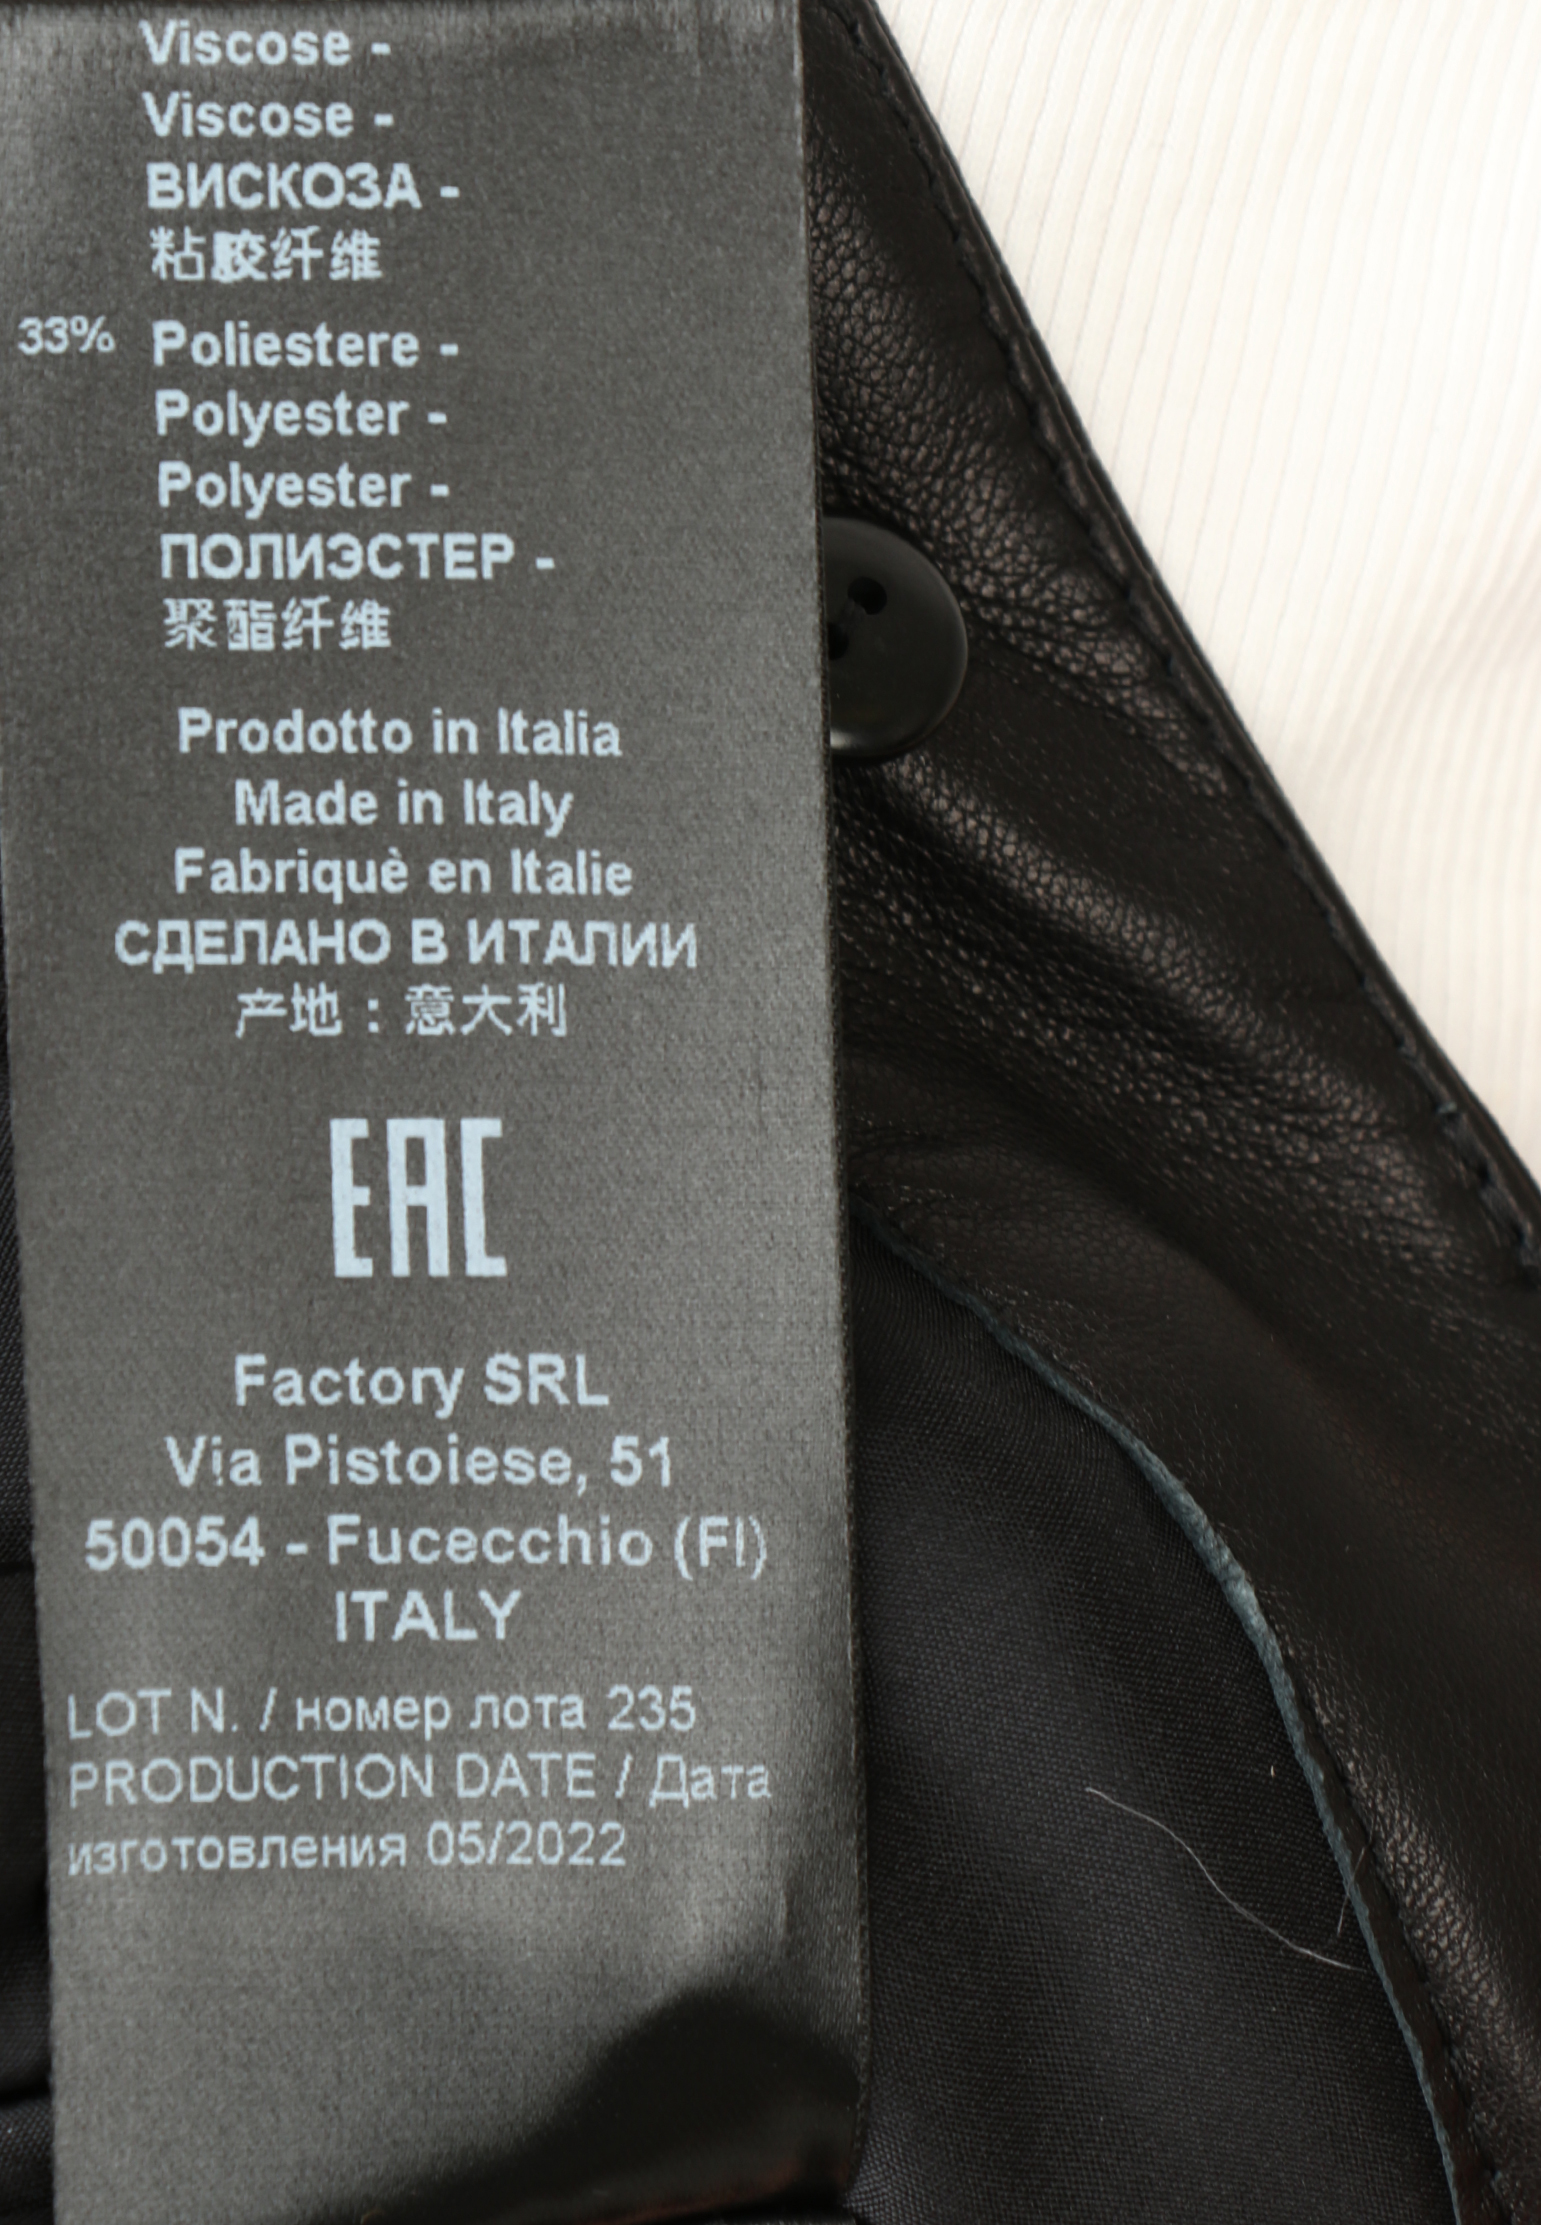 Viscose -
Viscose -
ВИСКОЗА -
粘胶纤维
33% Poliestere -
Polyester -
Polyester -
ПОЛИЭСТЕР -
聚酯纤维
Prodotto in Italia
Made in Italy
Fabriquè en Italie
СДЕЛАНО В ИТАЛИИ
产地：意大利
EAC
Factory SRL
Via Pistoiese, 51
50054 - Fucecchio (FI)
ITALY
LOT N. / номер лота 235
PRODUCTION DATE / Дата
изготовления 05/2022